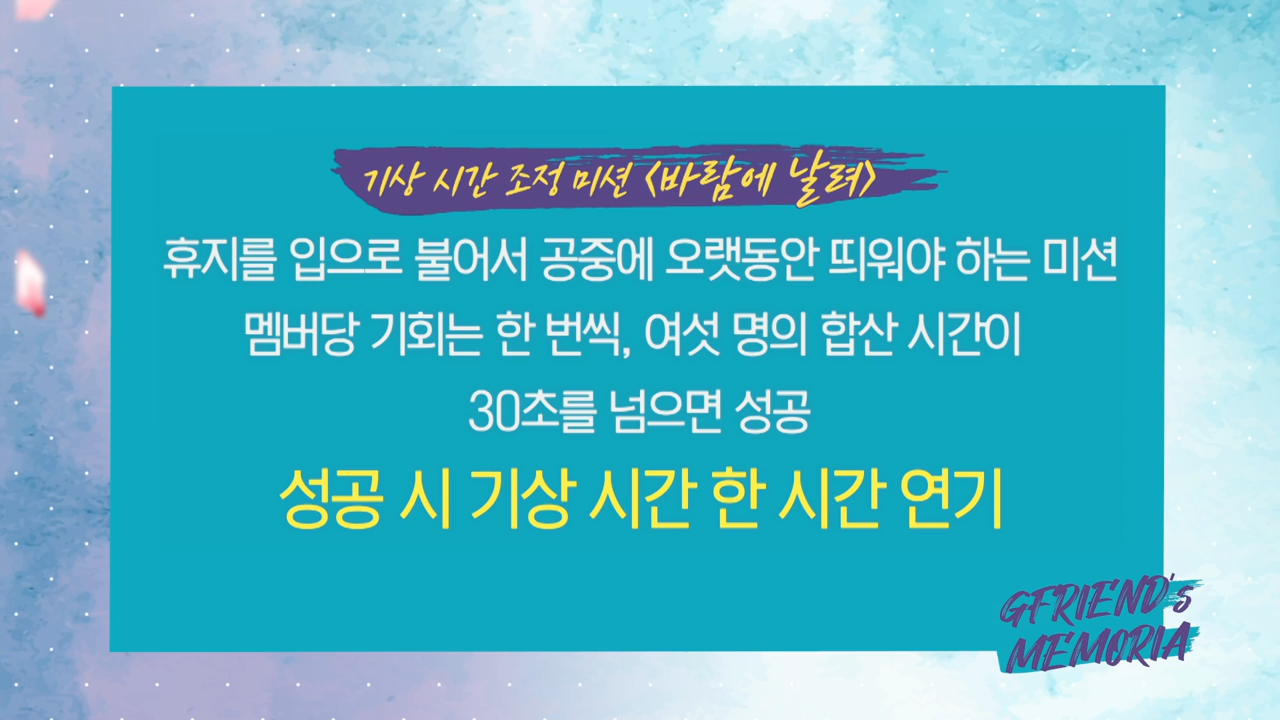 기상 시간 조정 미션 <바람에 날려>
휴지를 입으로 불어서 공중에 오랫동안 띄워야 하는 미션
멤버당 기회는 한 번씩, 여섯 명의 합산 시간이
30초를 넘으면 성공
성공 시 기상 시간 한 시간 연기
GFRIEND's
MEMORIA